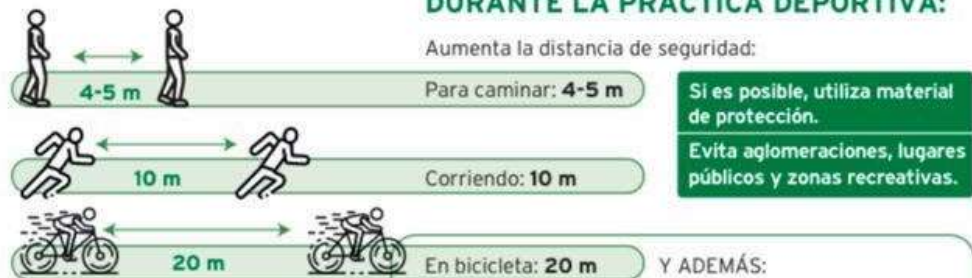 DURANTE LA PRÁCTICA DEPORTIVA:
Aumenta la distancia de seguridad:
4-5 m
Para caminar: 4-5 m
Si es posible, utiliza material
de protección.
Evita aglomeraciones, lugares
públicos y zonas recreativas.
10 m
Corriendo: 10 m
20 m
En bicicleta: 20 m
Y ADEMÁS: